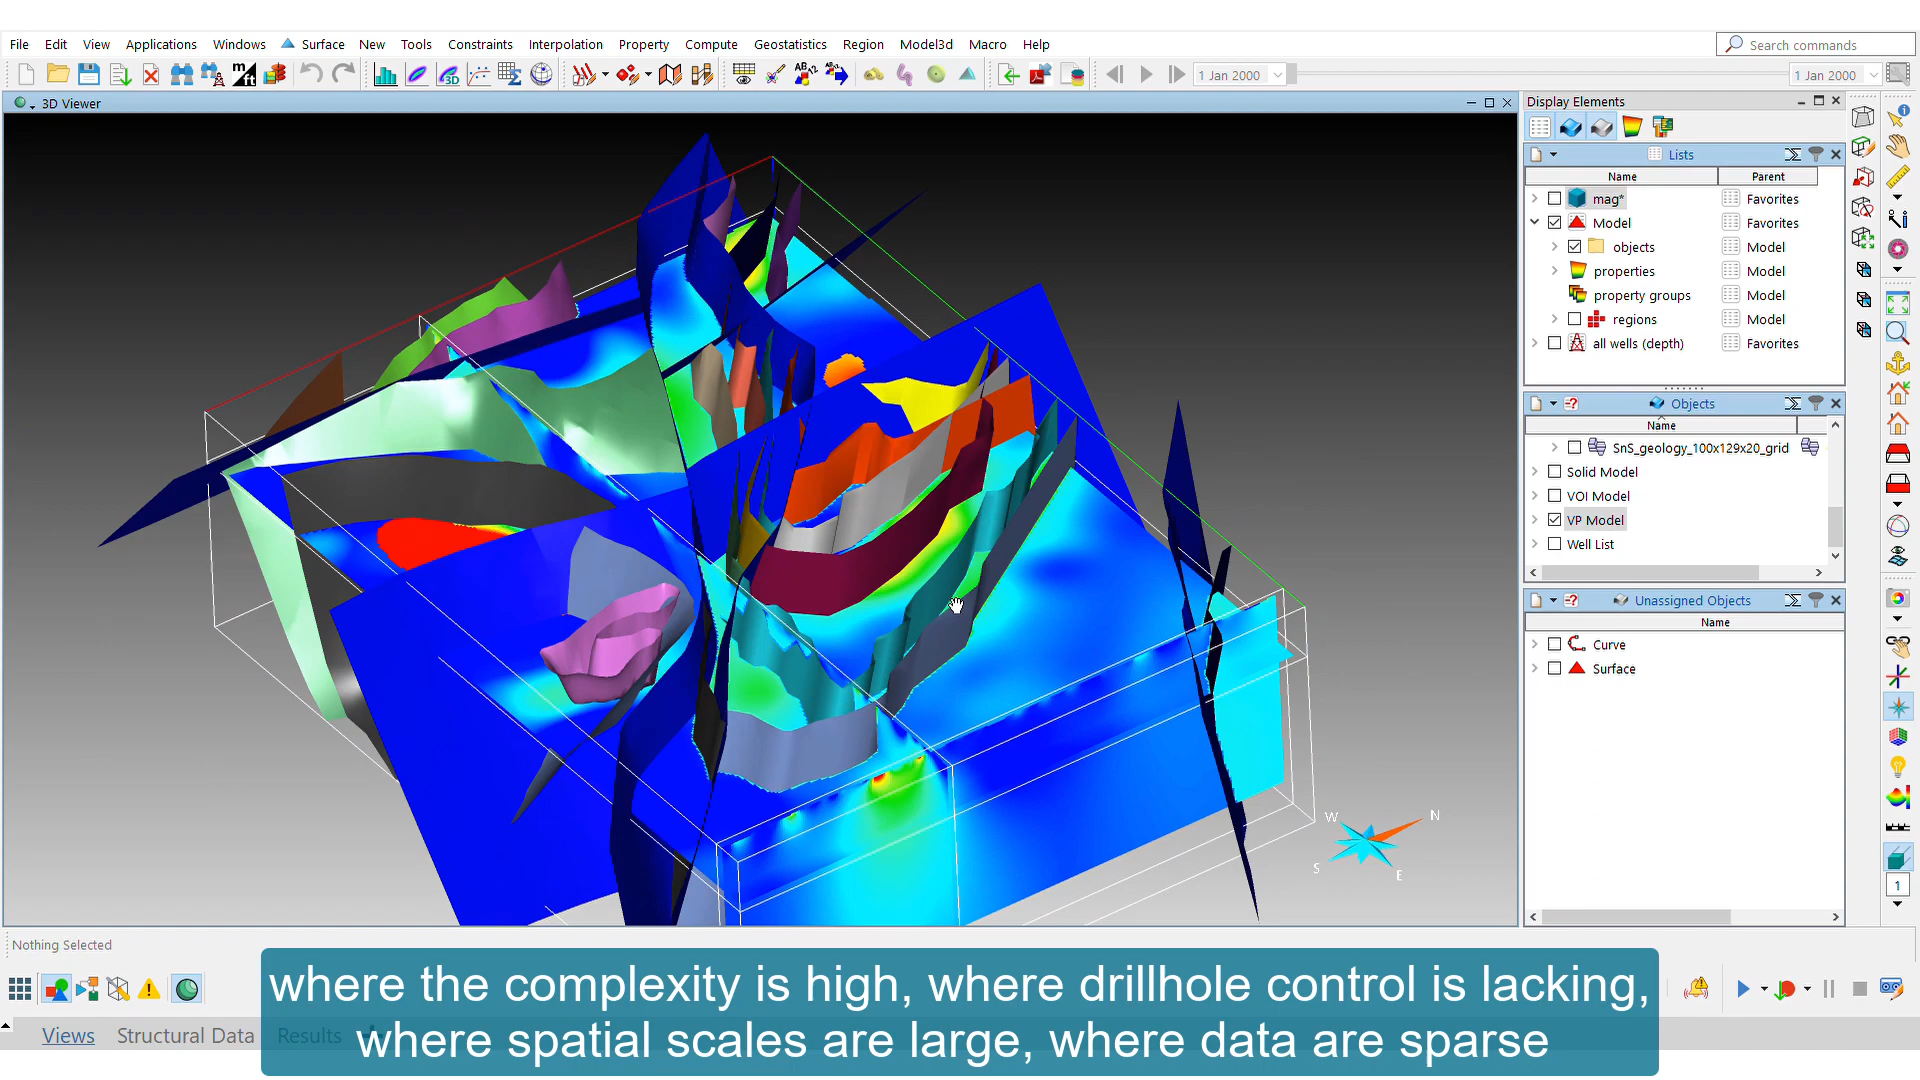 File Edit View Applications Windows Surface New Tools Constraints Interpolation Property Compute Geostatistics Region Model3d Macro Help
Search commands
1 Jan 2000
1 Jan 2000
3D Viewer
Display Elements
Lists
Name Parent
mag* Favorites
Model Favorites
objects Model
properties Model
property groups Model
regions Model
all wells (depth) Favorites
Objects
Name
SnS_geology_100x129x20_grid
Solid Model
VOI Model
VP Model
Well List
Unassigned Objects
Name
Curve
Surface
W N
S E
1
Nothing Selected
Views Structural Data Results
where the complexity is high, where drillhole control is lacking,
where spatial scales are large, where data are sparse